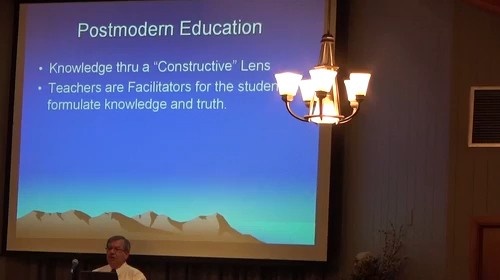 Postmodern Education
• Knowledge thru a "Constructive" Lens
• Teachers are Facilitators for the studen
formulate knowledge and truth.